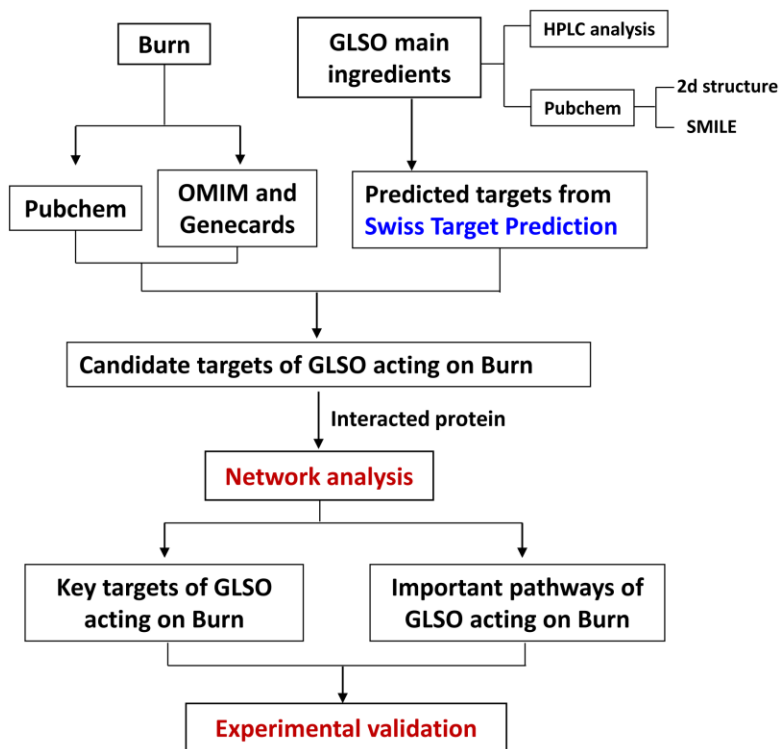 Burn
GLSO main
ingredients
HPLC analysis
Pubchem
2d structure
SMILE
Pubchem
OMIM and
Genecards
Predicted targets from
Swiss Target Prediction
Candidate targets of GLSO acting on Burn
Interacted protein
Network analysis
Key targets of GLSO
acting on Burn
Important pathways of
GLSO acting on Burn
Experimental validation